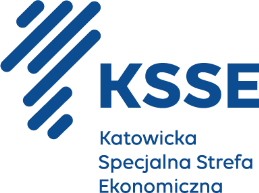 KSSE
Katowicka
Specjalna Strefa
Ekonomiczna